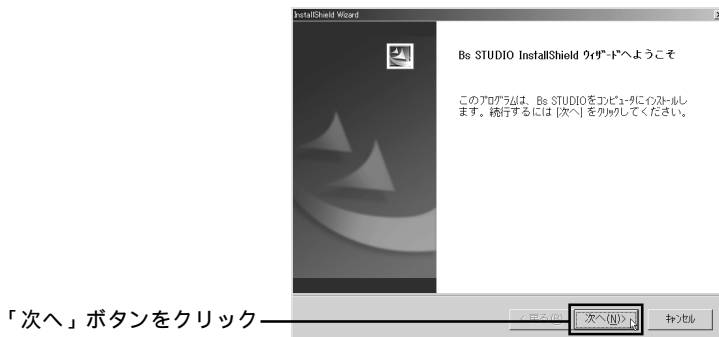 InstallShield Wizard
Bs STUDIO InstallShield ｳｨｻﾞｰﾄﾞへようこそ
このﾌﾟﾛｸﾞﾗﾑは、Bs STUDIOをｺﾝﾋﾟｭｰﾀにｲﾝｽﾄｰﾙし
ます。続行するには [次へ] をｸﾘｯｸしてください。
「次へ」ボタンをクリック
< 戻る(B) 次へ(N)> ｷｬﾝｾﾙ